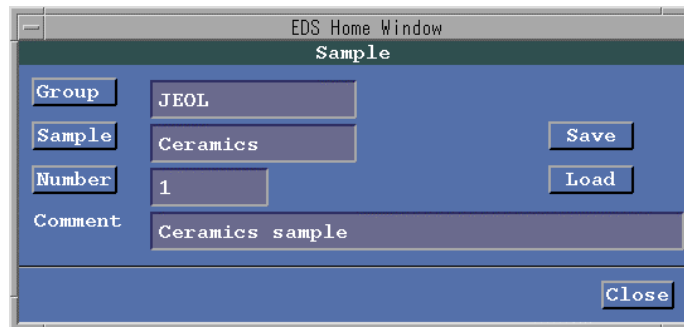 EDS Home Window
Sample
Group JEOL
Sample Ceramics Save
Number 1 Load
Comment Ceramics sample
Close